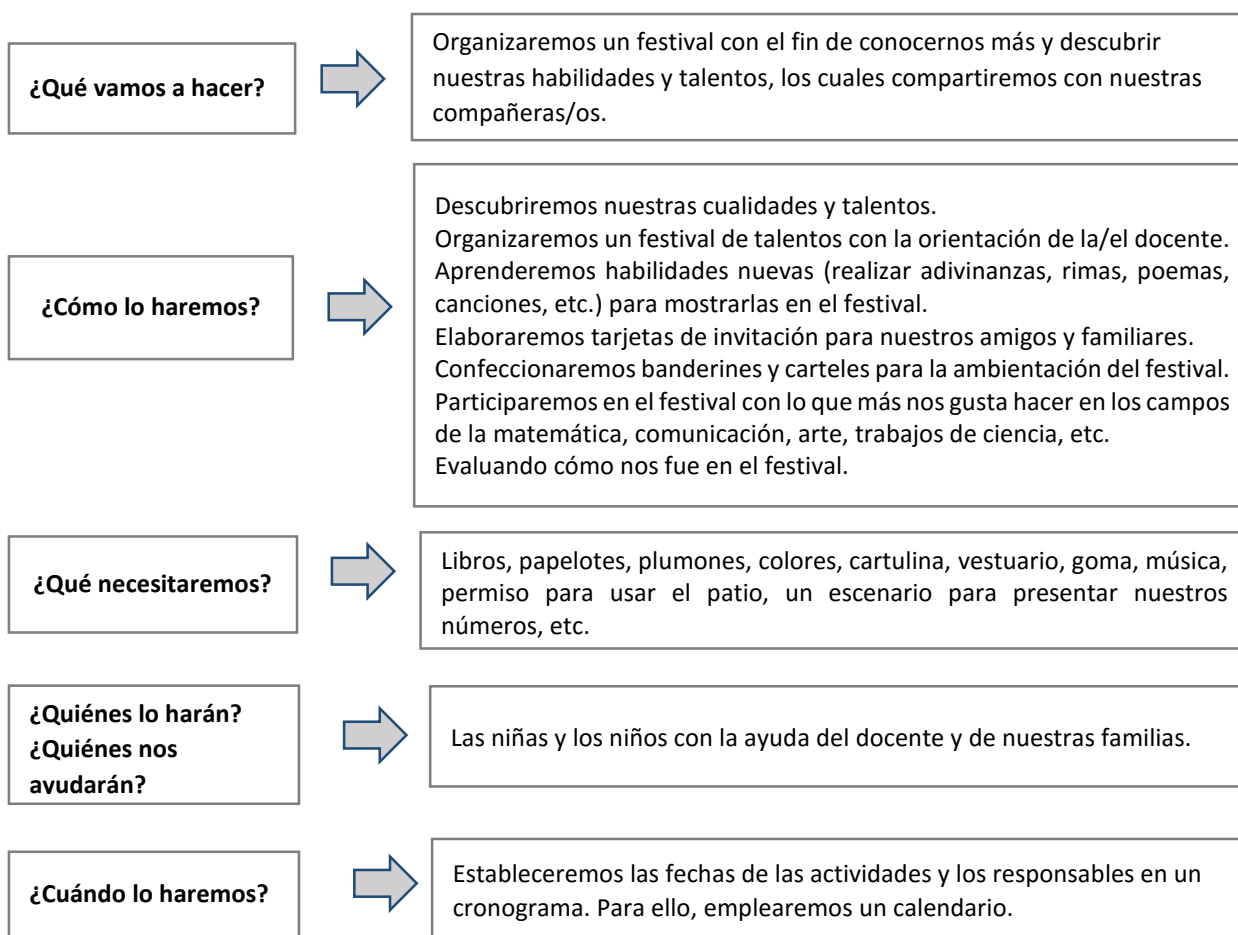 ¿Qué vamos a hacer?
Organizaremos un festival con el fin de conocernos más y descubrir
nuestras habilidades y talentos, los cuales compartiremos con nuestras
compañeras/os.
¿Cómo lo haremos?
Descubriremos nuestras cualidades y talentos.
Organizaremos un festival de talentos con la orientación de la/el docente.
Aprenderemos habilidades nuevas (realizar adivinanzas, rimas, poemas,
canciones, etc.) para mostrarlas en el festival.
Elaboraremos tarjetas de invitación para nuestros amigos y familiares.
Confeccionaremos banderines y carteles para la ambientación del festival.
Participaremos en el festival con lo que más nos gusta hacer en los campos
de la matemática, comunicación, arte, trabajos de ciencia, etc.
Evaluando cómo nos fue en el festival.
¿Qué necesitaremos?
Libros, papelotes, plumones, colores, cartulina, vestuario, goma, música,
permiso para usar el patio, un escenario para presentar nuestros
números, etc.
¿Quiénes lo harán?
¿Quiénes nos
ayudarán?
Las niñas y los niños con la ayuda del docente y de nuestras familias.
¿Cuándo lo haremos?
Estableceremos las fechas de las actividades y los responsables en un
cronograma. Para ello, emplearemos un calendario.